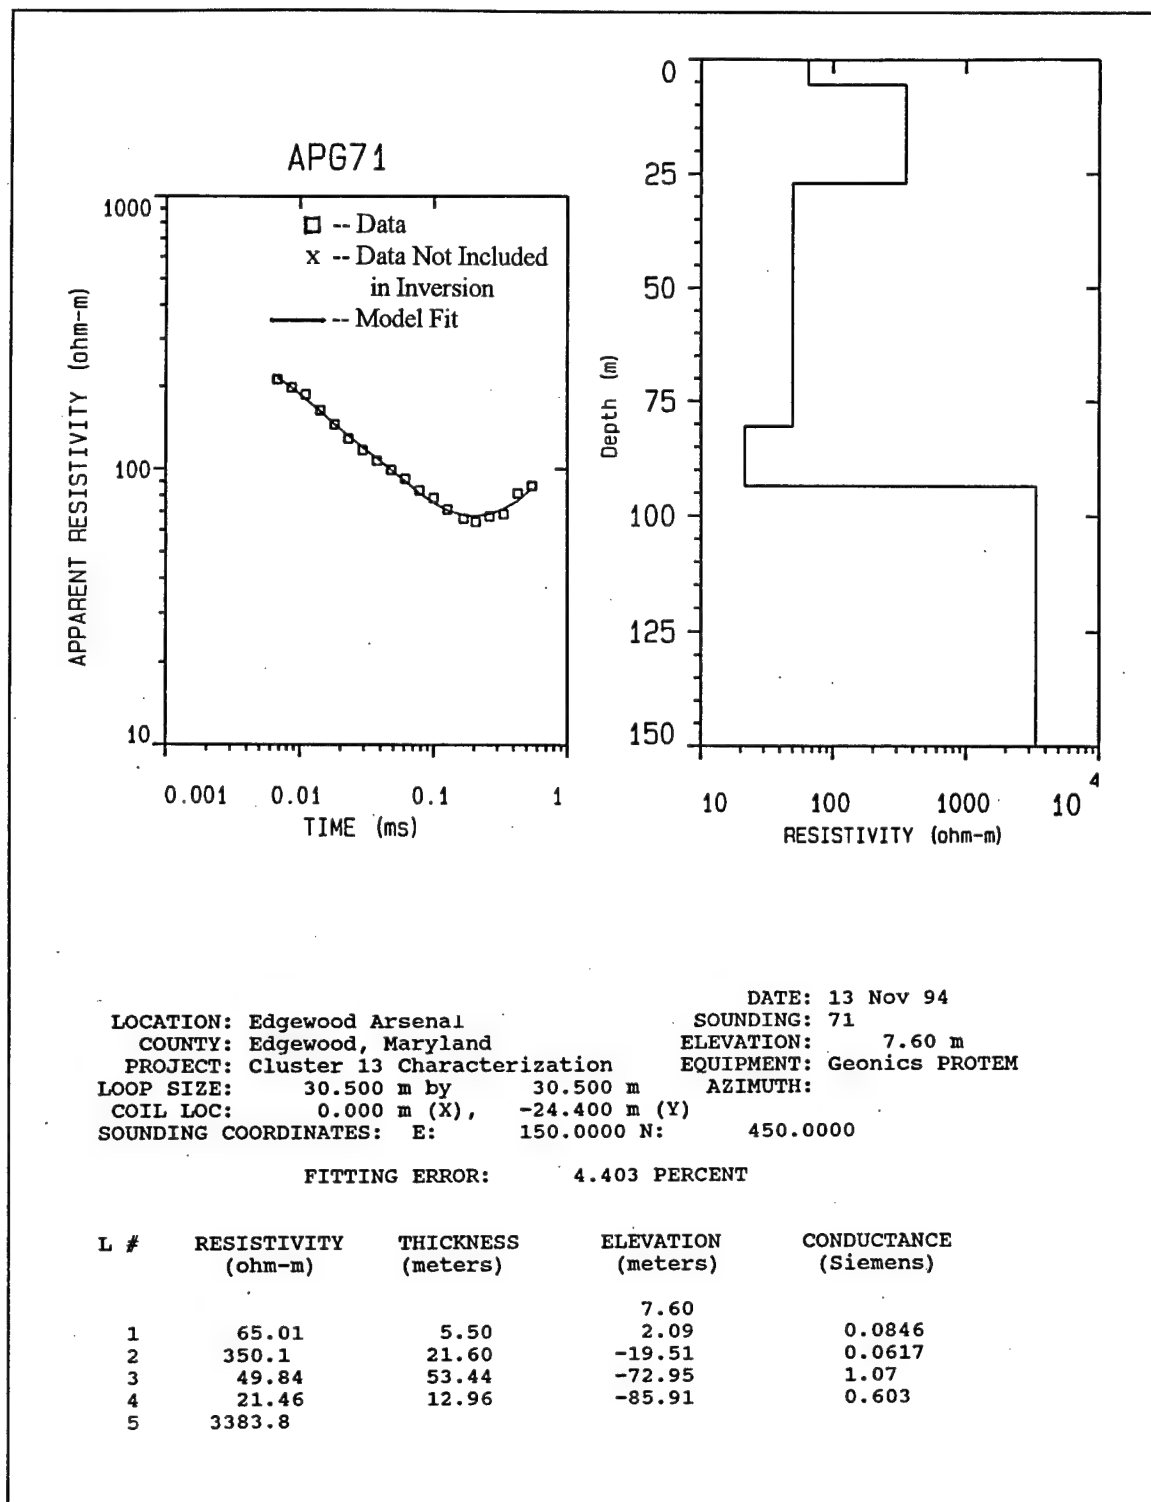 APG71
1000
100
10
APPARENT RESISTIVITY (ohm-m)
□ -- Data
x -- Data Not Included
in Inversion
-- Model Fit
0.001 0.01 0.1 1
TIME (ms)
0
25
50
75
100
125
150
Depth (m)
10 100 1000 10 4
RESISTIVITY (ohm-m)
DATE: 13 Nov 94
LOCATION: Edgewood Arsenal SOUNDING: 71
COUNTY: Edgewood, Maryland ELEVATION: 7.60 m
PROJECT: Cluster 13 Characterization EQUIPMENT: Geonics PROTEM
LOOP SIZE: 30.500 m by 30.500 m AZIMUTH:
COIL LOC: 0.000 m (X), -24.400 m (Y)
SOUNDING COORDINATES: E: 150.0000 N: 450.0000
FITTING ERROR: 4.403 PERCENT
L # RESISTIVITY THICKNESS ELEVATION CONDUCTANCE
(ohm-m) (meters) (meters) (Siemens)
7.60
1 65.01 5.50 2.09 0.0846
2 350.1 21.60 -19.51 0.0617
3 49.84 53.44 -72.95 1.07
4 21.46 12.96 -85.91 0.603
5 3383.8